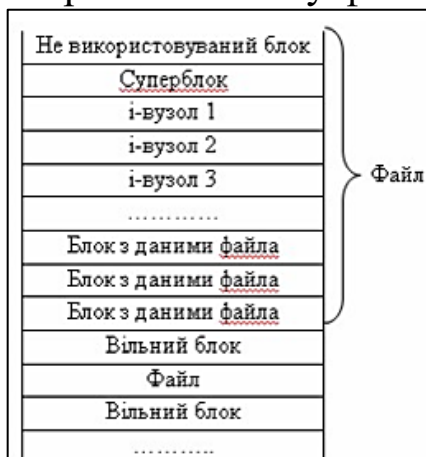 Не використовуваний блок
Суперблок
і-вузол 1
і-вузол 2
і-вузол 3
…………
Блок з даними файла
Блок з даними файла
Блок з даними файла
Вільний блок
Файл
Вільний блок
………..
Файл